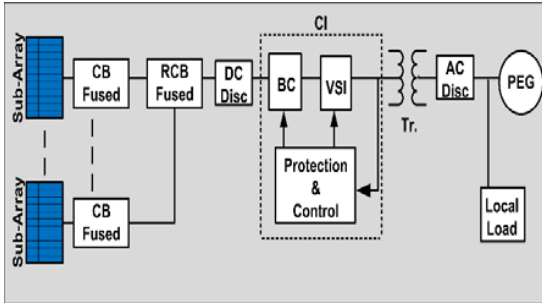 CI
Sub-Array
CB
Fused
RCB
Fused
DC
Disc
BC
VSI
Tr.
AC
Disc
PEG
Protection
&
Control
Sub-Array
CB
Fused
Local
Load